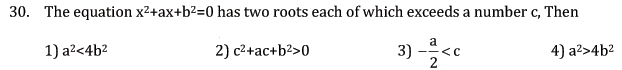 30. The equation x²+ax+b²=0 has two roots each of which exceeds a number c, Then
1) a²<4b² 2) c²+ac+b²>0 3) −a/2<c 4) a²>4b²